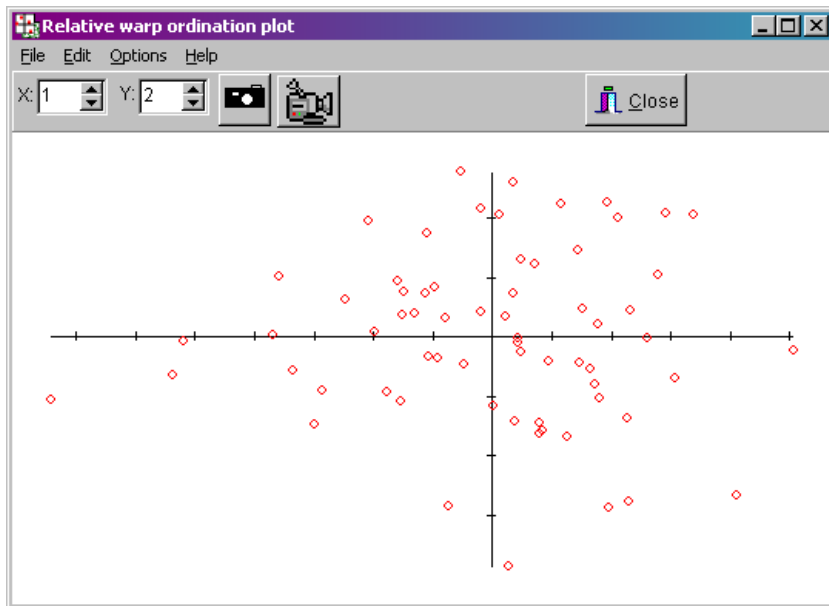 Relative warp ordination plot
File Edit Options Help
X: 1 Y: 2 Close